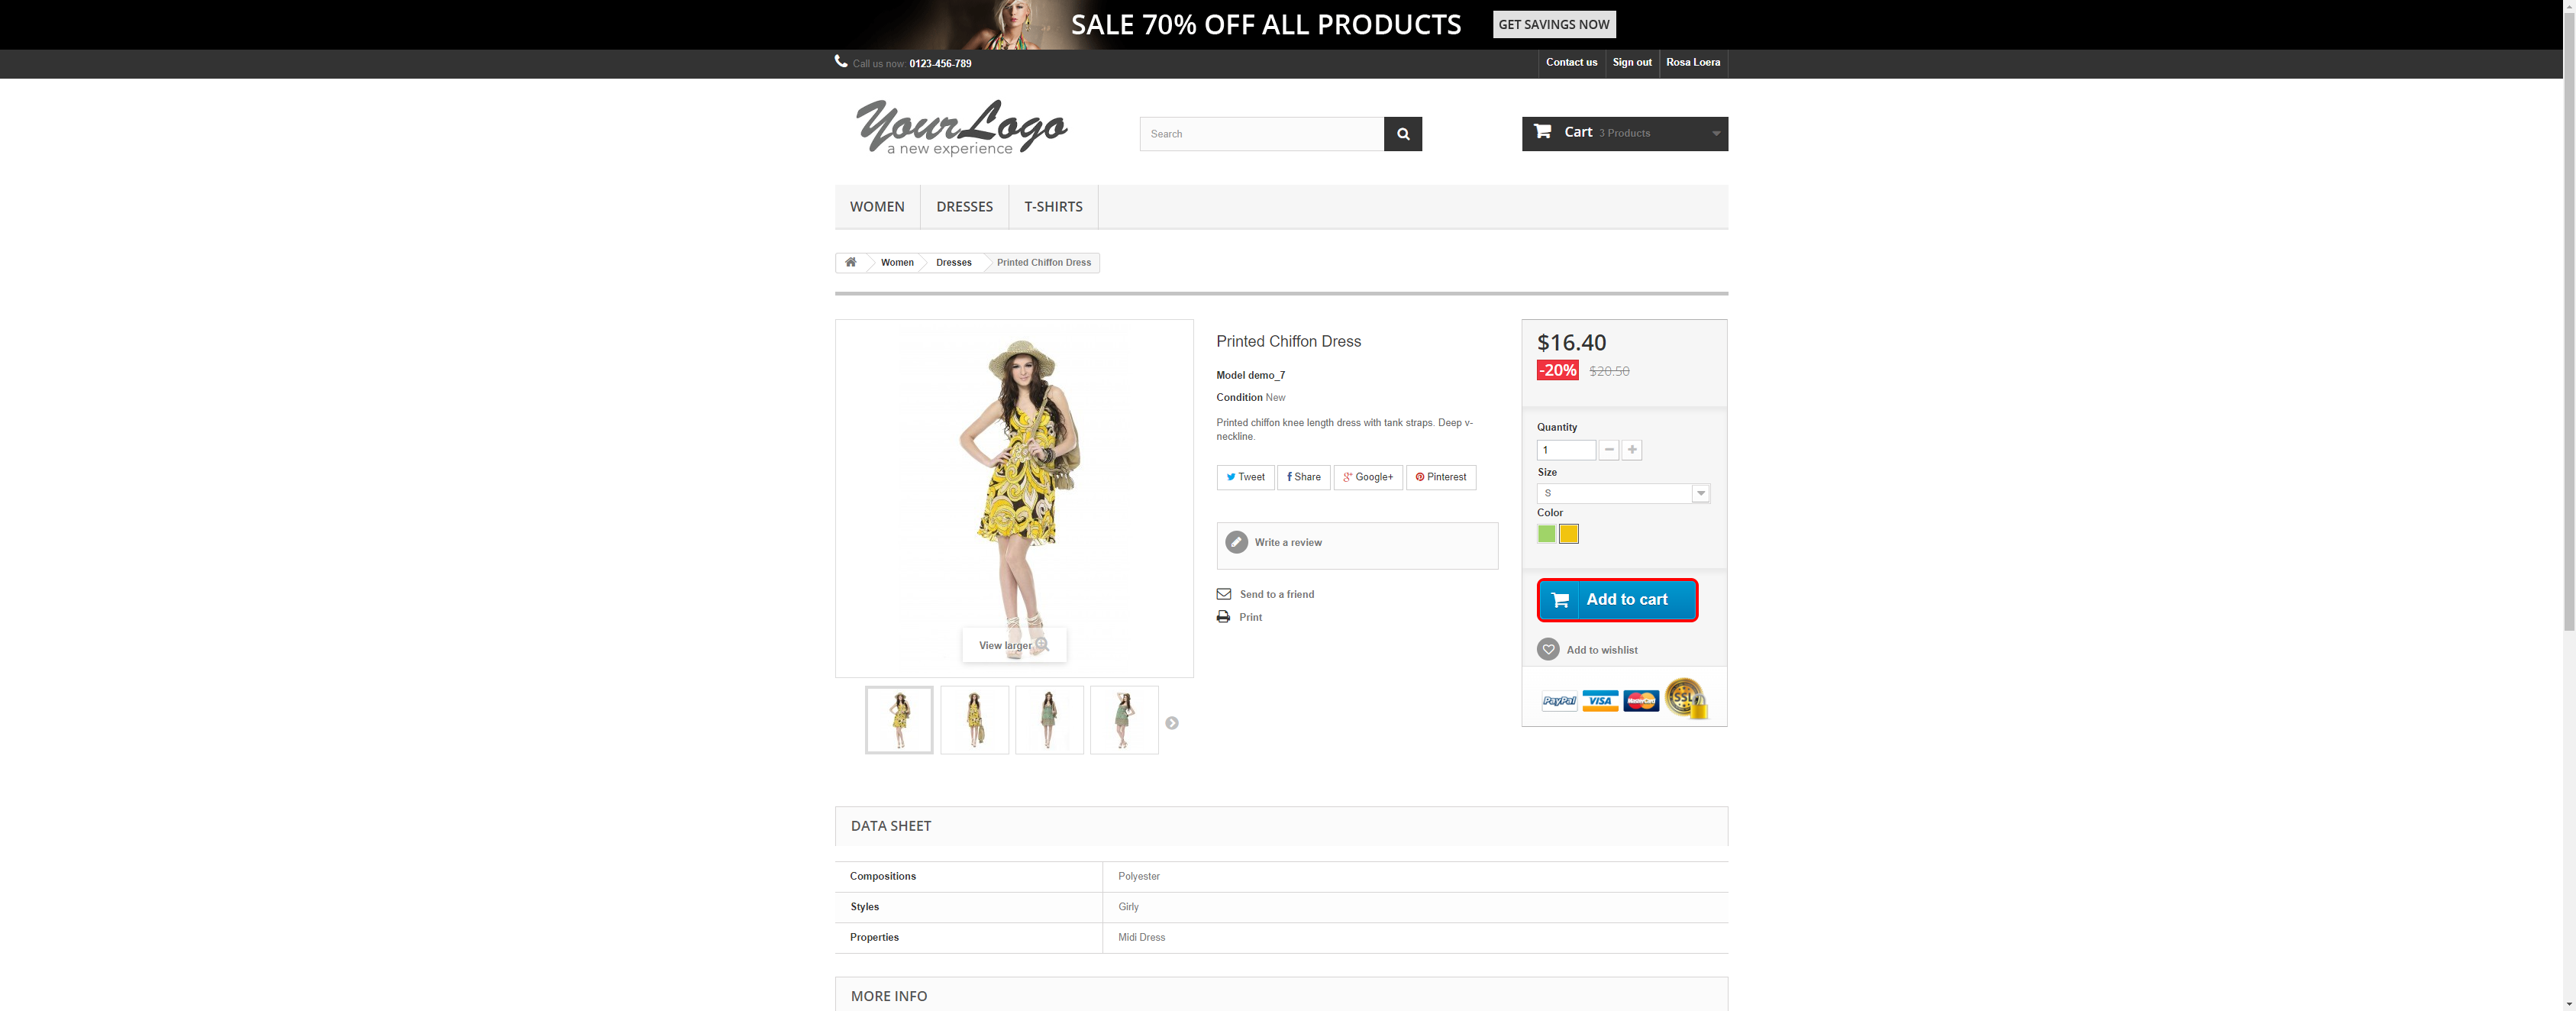 SALE 70% OFF ALL PRODUCTS
GET SAVINGS NOW
Call us now: 0123-456-789
Contact us
Sign out
Rosa Loera
YourLogo
a new experience
Search
Cart 3 Products
WOMEN
DRESSES
T-SHIRTS
Women
Dresses
Printed Chiffon Dress
View larger
Printed Chiffon Dress
Model demo_7
Condition New
Printed chiffon knee length dress with tank straps. Deep v-
neckline.
Tweet
Share
Google+
Pinterest
Write a review
Send to a friend
Print
$16.40
-20% $20.50
Quantity
1
Size
S
Color
Add to cart
Add to wishlist
PayPal
VISA
MasterCard
SSL
DATA SHEET
Compositions Polyester
Styles Girly
Properties Midi Dress
MORE INFO